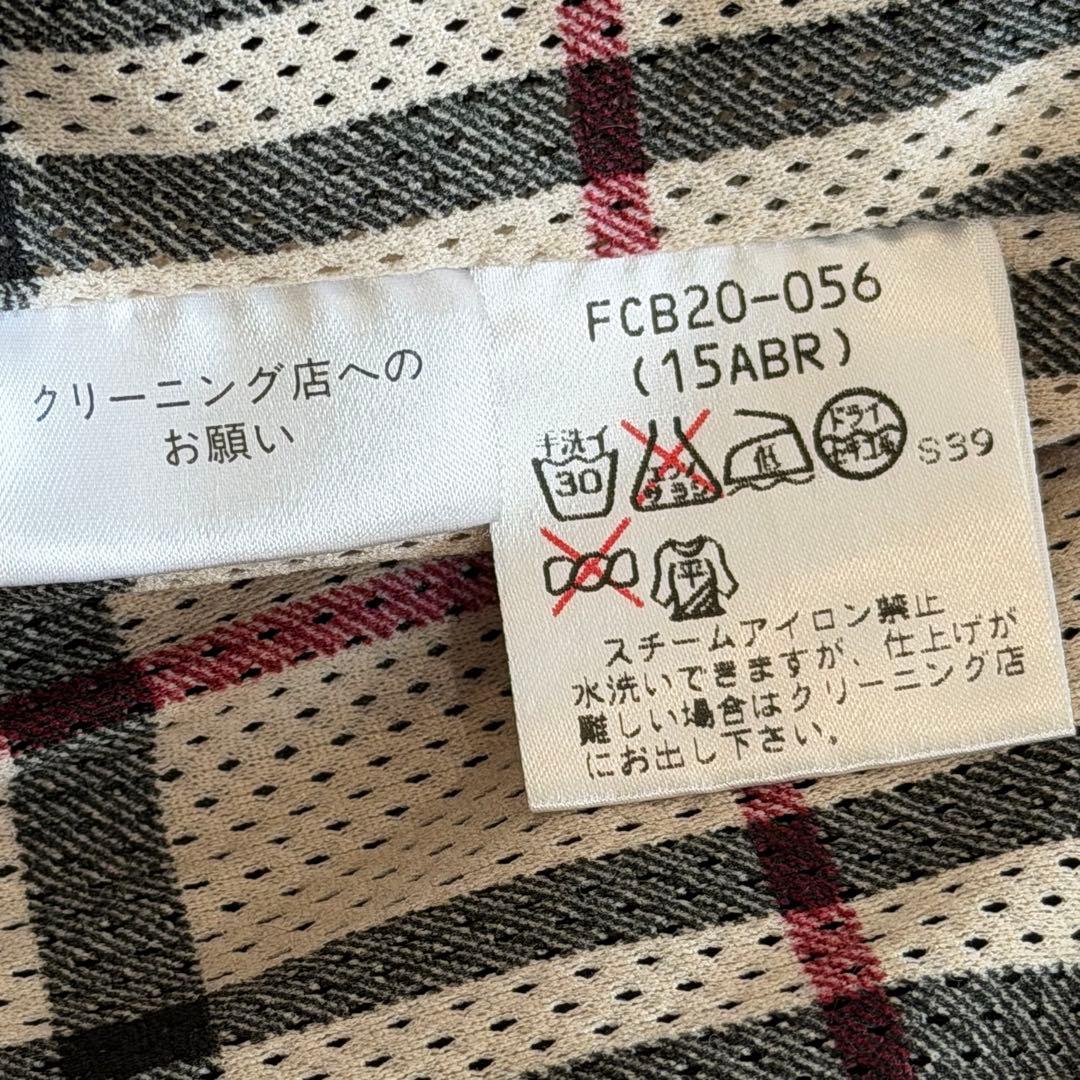 クリーニング店への
お願い
FCB20-056
(15ABR)
手洗イ
30
エンソ
サラシ
低
ドライ
セキユ系
S39
平
スチームアイロン禁止
水洗いできますが、仕上げが
難しい場合はクリーニング店
にお出し下さい。